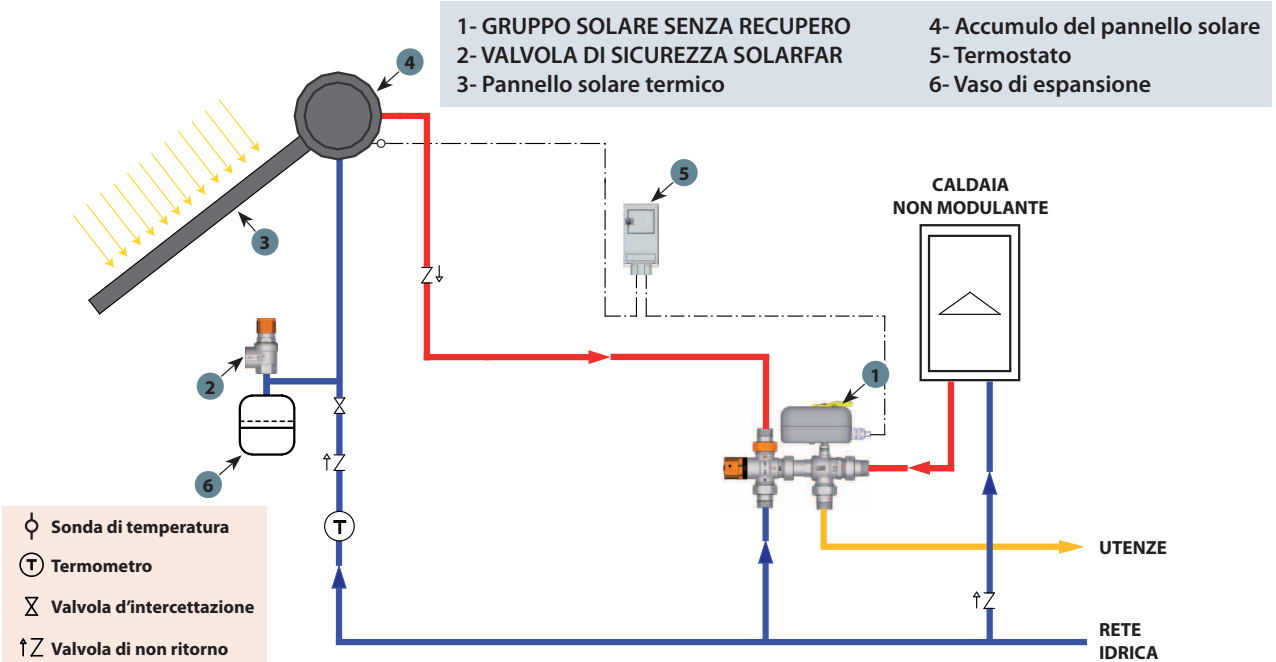 1- GRUPPO SOLARE SENZA RECUPERO
2- VALVOLA DI SICUREZZA SOLARFAR
3- Pannello solare termico
4- Accumulo del pannello solare
5- Termostato
6- Vaso di espansione
4
5
3
CALDAIA
NON MODULANTE
2
1
6
T
Sonda di temperatura
T Termometro
Valvola d'intercettazione
Valvola di non ritorno
UTENZE
RETE
IDRICA